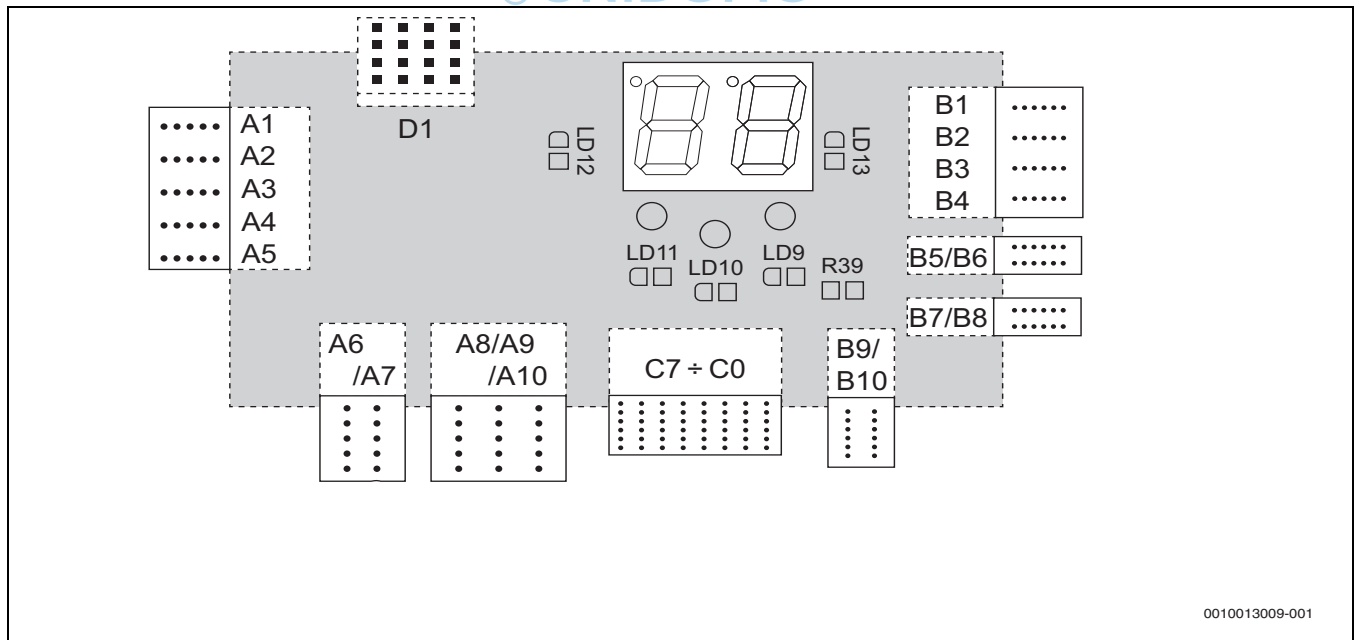 D1
A1
A2
A3
A4
A5
LD12
LD13
B1
B2
B3
B4
LD11
LD10
LD9
R39
B5/B6
B7/B8
A6
/A7
A8/A9
/A10
C7 ÷ C0
B9/
B10
0010013009-001